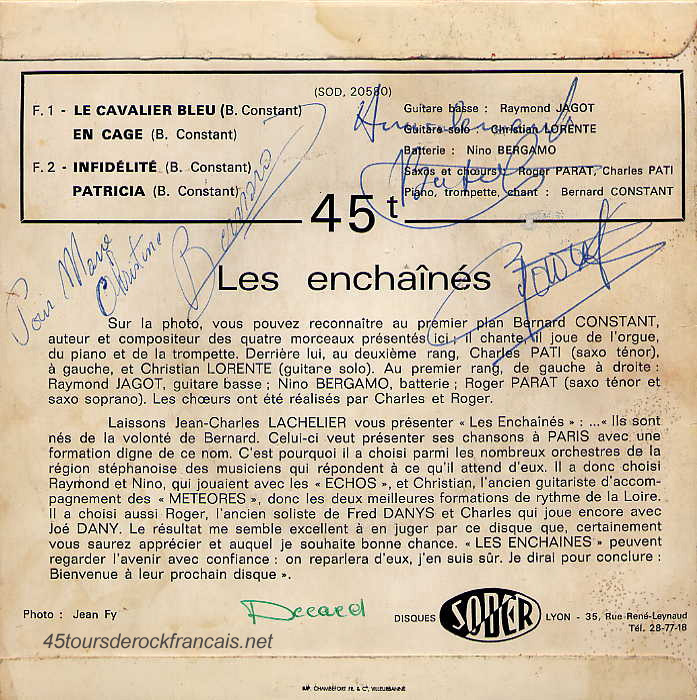 (SOD. 20580)
F. 1 - LE CAVALIER BLEU (B. Constant)
EN CAGE (B. Constant)
F. 2 - INFIDÉLITÉ (B. Constant)
PATRICIA (B. Constant)
Guitare basse : Raymond JAGOT
Guitare solo : Christian LORENTE
Batterie : Nino BERGAMO
Saxos et chœurs : Roger PARAT, Charles PATI
Piano, trompette, chant : Bernard CONSTANT
45 t
Pour Marie
Christine
Bernard
Les enchaînés
Sur la photo, vous pouvez reconnaître au premier plan Bernard CONSTANT,
auteur et compositeur des quatre morceaux présentés ici, il chante, il joue de l'orgue,
du piano et de la trompette. Derrière lui, au deuxième rang, Charles PATI (saxo ténor),
à gauche, et Christian LORENTE (guitare solo). Au premier rang, de gauche à droite :
Raymond JAGOT, guitare basse ; Nino BERGAMO, batterie ; Roger PARAT (saxo ténor et
saxo soprano). Les chœurs ont été réalisés par Charles et Roger.
Laissons Jean-Charles LACHELIER vous présenter « Les Enchaînés » : ...« Ils sont
nés de la volonté de Bernard. Celui-ci veut présenter ses chansons à PARIS avec une
formation digne de ce nom. C'est pourquoi il a choisi parmi les nombreux orchestres de la
région stéphanoise des musiciens qui répondent à ce qu'il attend d'eux. Il a donc choisi
Raymond et Nino, qui jouaient avec les « ECHOS », et Christian, l'ancien guitariste d'accom-
pagnement des « METEORES », donc les deux meilleures formations de rythme de la Loire.
Il a choisi aussi Roger, l'ancien soliste de Fred DANYS et Charles qui joue encore avec
Joé DANY. Le résultat me semble excellent à en juger par ce disque que, certainement
vous saurez apprécier et auquel je souhaite bonne chance. « LES ENCHAINES » peuvent
regarder l'avenir avec confiance : on reparlera d'eux, j'en suis sûr. Je dirai pour conclure :
Bienvenue à leur prochain disque ».
Photo : Jean Fy
DISQUES SODER LYON - 35, Rue René-Leynaud
Tél. 28-77-18
45toursderockfrancais.net
IMP. CHAMBEFORT FIL & Cie, VILLEURBANNE